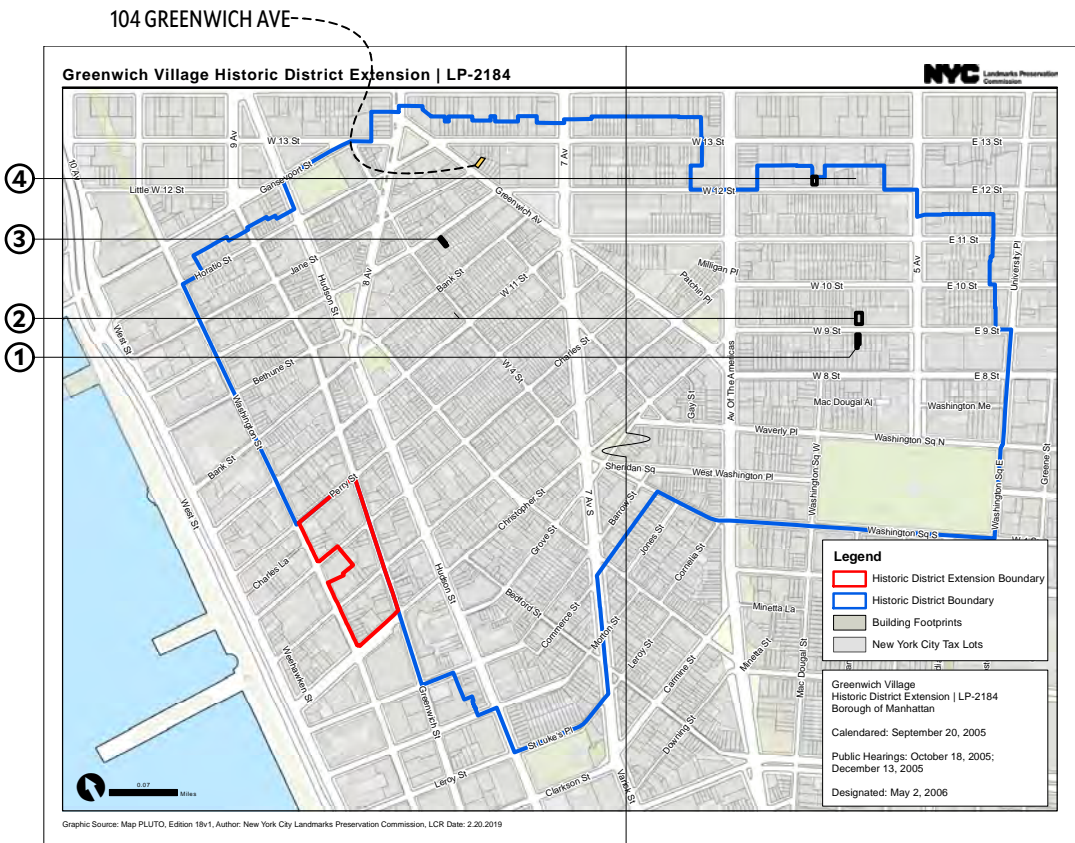 104 GREENWICH AVE
Greenwich Village Historic District Extension | LP-2184
NYC Landmarks Preservation
Commission
10 Av
9 Av
W 13 St
7 Av
W 13 St
E 13 St
4
Little W 12 St
Gansevoort St
W 12 St
E 12 St
Greenwich Av
3
Horatio St
Jane St
Hudson St
8 Av
Bank St
W 11 St
Milligan Pl
Patchin Pl
5 Av
E 11 St
University Pl
W 10 St
E 10 St
2
West St
W 9 St
E 9 St
1
Bethune St
Charles St
W 4 St
Av Of The Americas
W 8 St
E 8 St
Gay St
Mac Dougal Al
Washington Me
Washington St
Waverly Pl
Washington Sq N
Bank St
Sheridan Sq
West Washington Pl
Washington Sq W
Washington Sq E
Greene St
West St
Perry St
7 Av S
Barrow St
Christopher St
Grove St
Jones St
Cornelia St
Washington Sq S
Charles La
Hudson St
Bedford St
Commerce St
Morton St
Leroy St
Carmine St
Minetta St
Minetta La
Mac Dougal St
Weehawken St
Greenwich St
St Luke's Pl
Downing St
Leroy St
Clarkson St
Varick St
Legend
Historic District Extension Boundary
Historic District Boundary
Building Footprints
New York City Tax Lots
Greenwich Village
Historic District Extension | LP-2184
Borough of Manhattan
Calendared: September 20, 2005
Public Hearings: October 18, 2005;
December 13, 2005
Designated: May 2, 2006
0.07
Miles
Graphic Source: Map PLUTO, Edition 18v1, Author: New York City Landmarks Preservation Commission, LCR Date: 2.20.2019